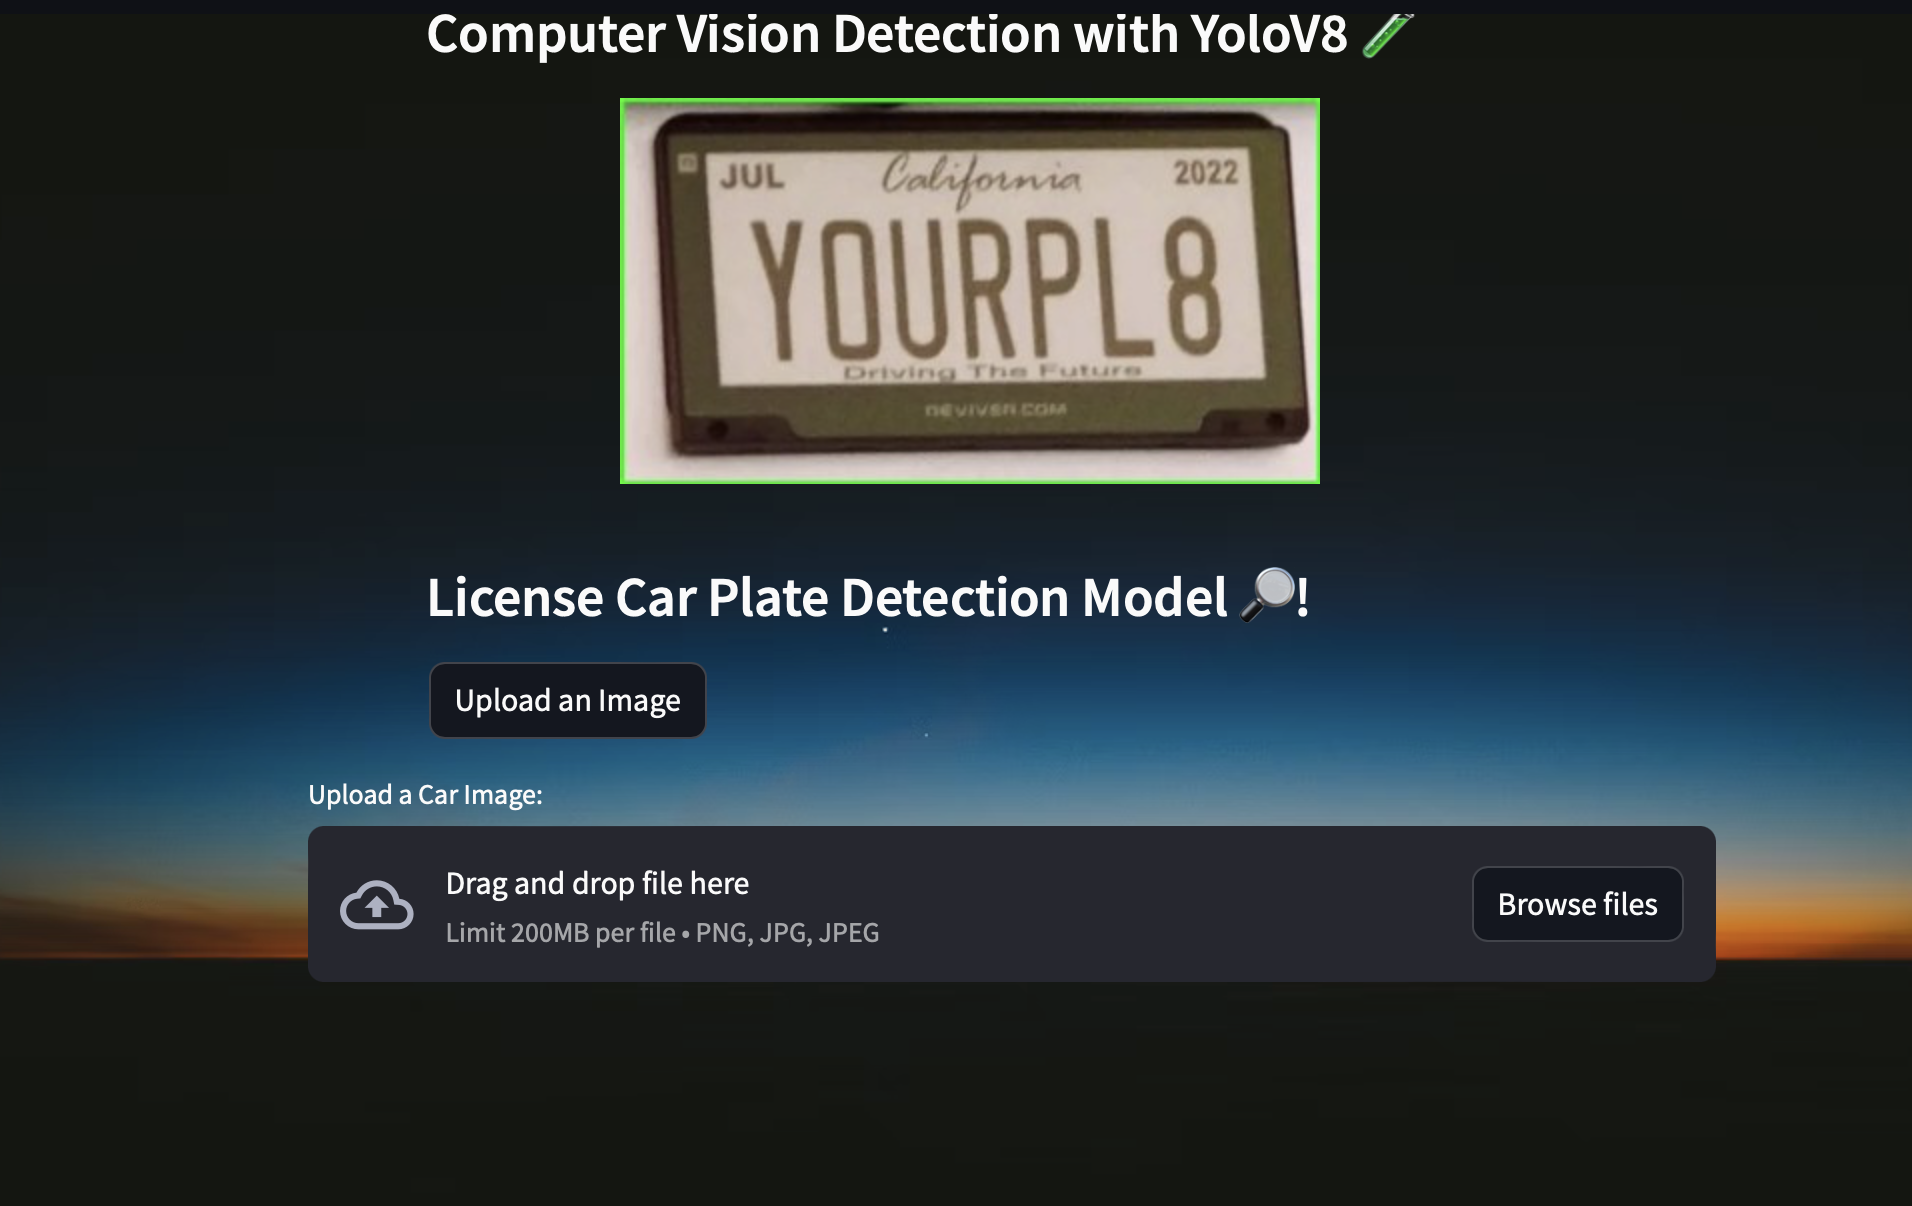 Computer Vision Detection with YoloV8
JUL California 2022
YOURPL8
Driving The Future
REVIVER.COM
License Car Plate Detection Model 🔎!
Upload an Image
Upload a Car Image:
Drag and drop file here
Limit 200MB per file • PNG, JPG, JPEG
Browse files